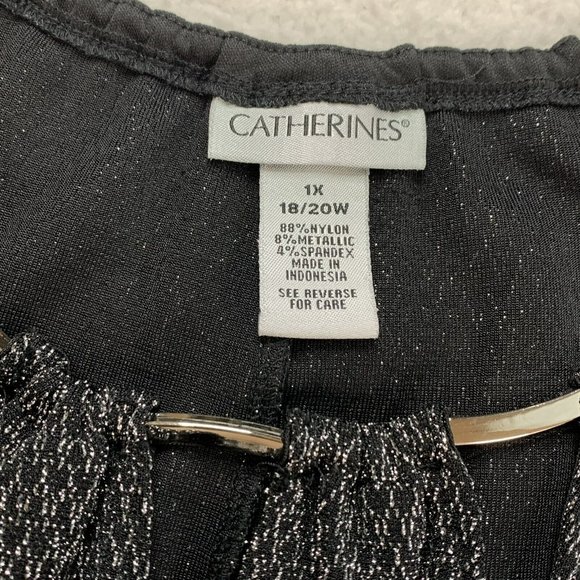 CATHERINES®
1X
18/20W
88%NYLON
8%METALLIC
4%SPANDEX
MADE IN
INDONESIA
SEE REVERSE
FOR CARE